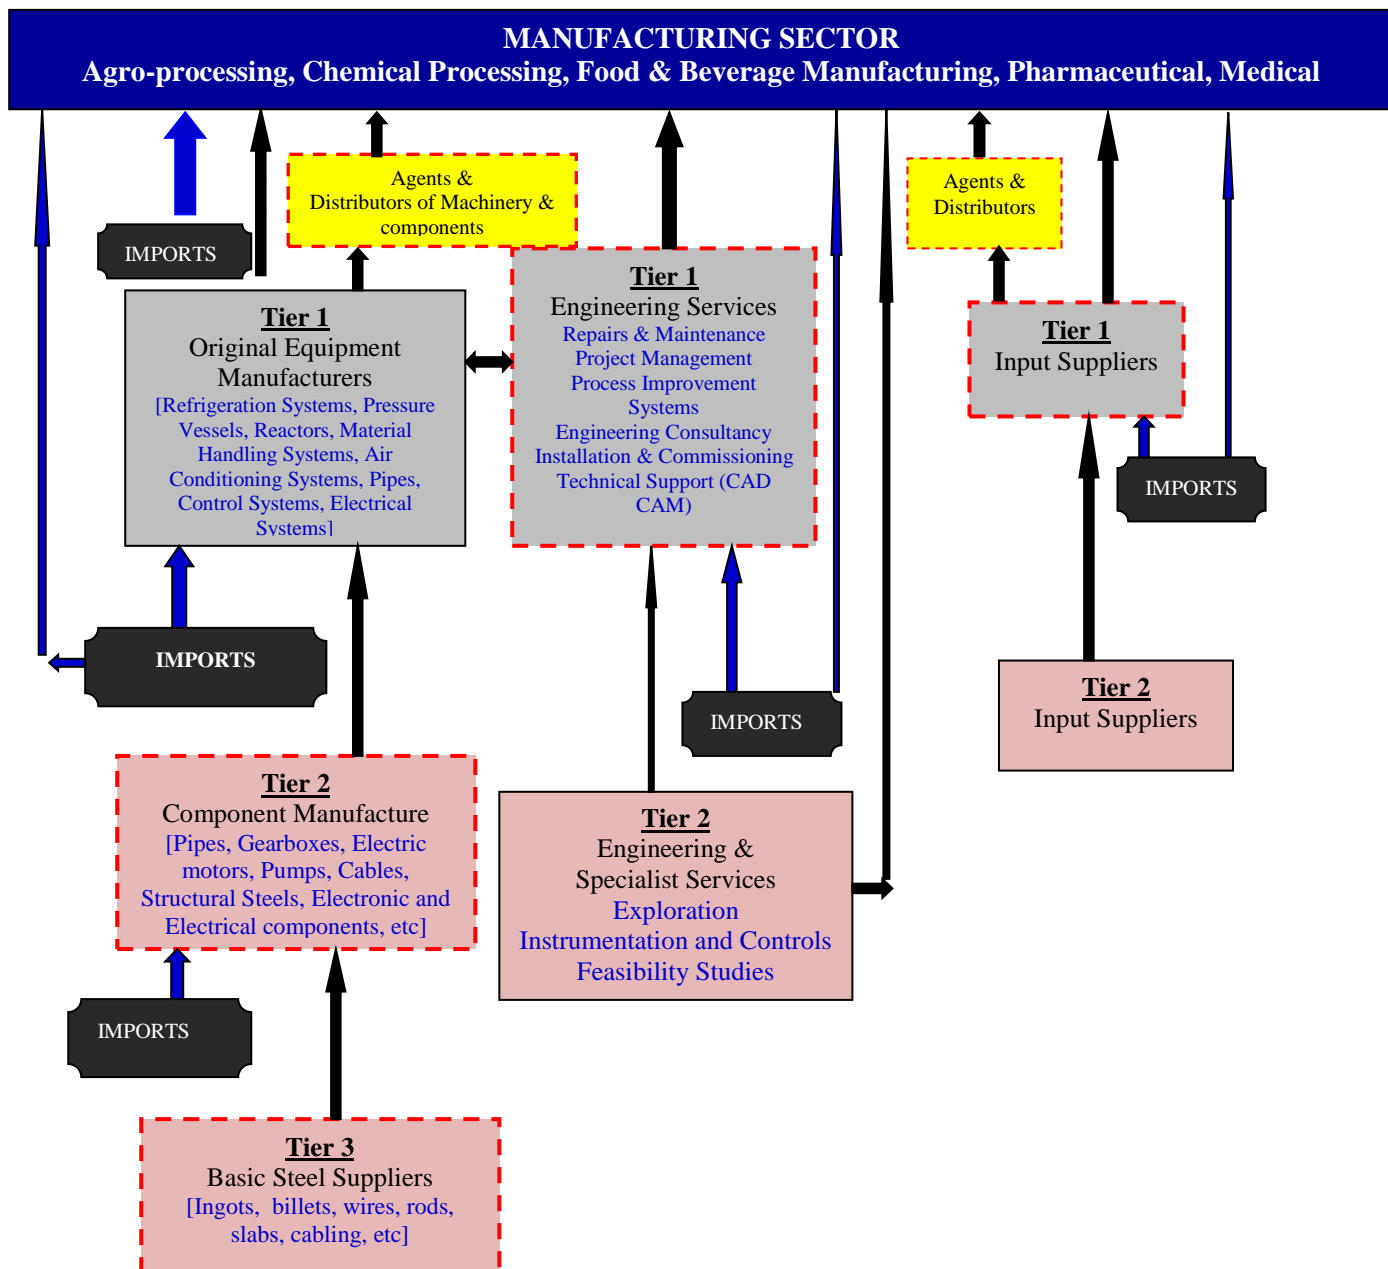 MANUFACTURING SECTOR
Agro-processing, Chemical Processing, Food & Beverage Manufacturing, Pharmaceutical, Medical
Agents &
Distributors of Machinery &
components
IMPORTS
Agents &
Distributors
Tier 1
Original Equipment
Manufacturers
[Refrigeration Systems, Pressure
Vessels, Reactors, Material
Handling Systems, Air
Conditioning Systems, Pipes,
Control Systems, Electrical
Systems]
Tier 1
Engineering Services
Repairs & Maintenance
Project Management
Process Improvement
Systems
Engineering Consultancy
Installation & Commissioning
Technical Support (CAD
CAM)
Tier 1
Input Suppliers
IMPORTS
IMPORTS
IMPORTS
Tier 2
Input Suppliers
Tier 2
Component Manufacture
[Pipes, Gearboxes, Electric
motors, Pumps, Cables,
Structural Steels, Electronic and
Electrical components, etc]
Tier 2
Engineering &
Specialist Services
Exploration
Instrumentation and Controls
Feasibility Studies
IMPORTS
Tier 3
Basic Steel Suppliers
[Ingots, billets, wires, rods,
slabs, cabling, etc]